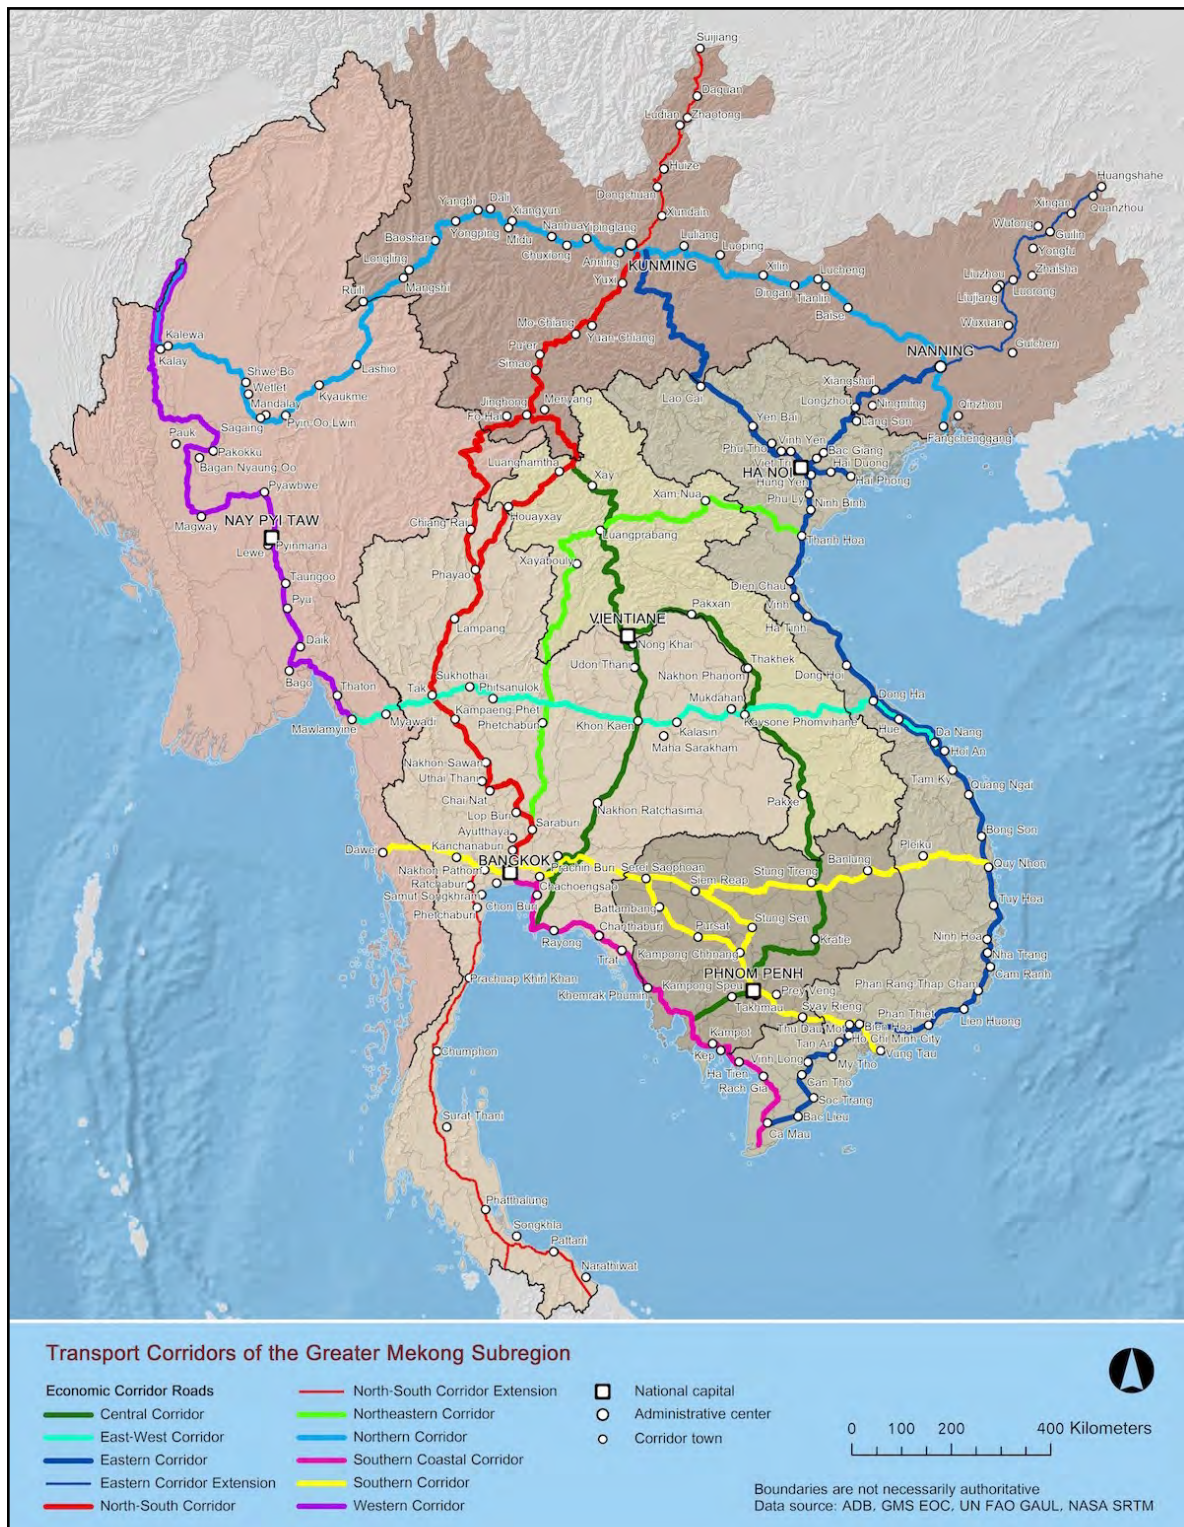 Suijiang
Daguan
Ludian
Zhaotong
Huize
Dongchuan
Xundain
Huangshahe
Quanzhou
Xingan
Wutong
Guilin
Yongfu
Zhaisha
Liuzhou
Luorong
Liujiang
Wuxuan
Guichen
Yangbi
Dali
Xiangyun
Yongping
Midu
Nanhua
Yipinglang
Chuxiong
Anning
KUNMING
Luliang
Luoping
Baoshan
Longling
Mangshi
Ruili
Yuxi
Xilin
Dingan
Lucheng
Tianlin
Baise
Mo-Chiang
Yuan-Chiang
Pu'er
Simao
NANNING
Kalewa
Kalay
Shwe Bo
Wetlet
Mandalay
Sagaing
Pyin-Oo Lwin
Kyaukme
Lashio
Jinghong
Fo-Hai
Menyang
Lao Cai
Xiangshui
Longzhou
Ningming
Lang Son
Qinzhou
Fangchenggang
Yen Bai
Phu Tho
Vinh Yen
Viet Tri
Bac Giang
HA NOI
Hai Duong
Hung Yen
Hai Phong
Phu Ly
Ninh Binh
Pauk
Pakokku
Bagan Nyaung Oo
Pyawbwe
Magway
Luangnamtha
Xay
Xam-Nua
Houayxay
Luangprabang
Thanh Hoa
NAY PYI TAW
Pyinmana
Lewe
Chiang Rai
Xayabouly
Phayao
Taungoo
Pyu
Daik
Bago
Thaton
Mawlamyine
Myawadi
Lampang
Dien Chau
Vinh
Ha Tinh
VIENTIANE
Nong Khai
Pakxan
Udon Thani
Nakhon Phanom
Thakhek
Dong Hoi
Sukhothai
Tak
Phitsanulok
Kampaeng Phet
Phetchabun
Khon Kaen
Mukdahan
Kalasin
Kaysone Phomvihane
Maha Sarakham
Dong Ha
Hue
Da Nang
Hui An
Tam Ky
Quang Ngai
Nakhon Sawan
Uthai Thani
Chai Nat
Lop Buri
Saraburi
Ayutthaya
Nakhon Ratchasima
Pakxe
Bong Son
Kanchanaburi
Dawei
BANGKOK
Prachin Buri
Nakhon Pathom
Ratchaburi
Chachoengsao
Samut Songkhram
Chon Buri
Phetchaburi
Serei Saophoan
Siem Reap
Stung Treng
Banlung
Pleiku
Quy Nhon
Tuy Hoa
Battambang
Pursat
Stung Sen
Rayong
Chanthaburi
Trat
Kampong Chhnang
Kratie
Ninh Hoa
Nha Trang
Cam Ranh
PHNOM PENH
Kampong Speu
Khemrak Phumin
Takhmau
Prey Veng
Svay Rieng
Phan Rang Thap Cham
Phan Thiet
Lien Huong
Thu Dau Mot
Bien Hoa
Ho Chi Minh City
Tan An
Vung Tau
My Tho
Kampot
Kep
Vinh Long
Ha Tien
Rach Gia
Can Tho
Soc Trang
Bac Lieu
Ca Mau
Prachuap Khiri Khan
Chumphon
Surat Thani
Phatthalung
Songkhla
Pattani
Narathiwat
Transport Corridors of the Greater Mekong Subregion
Economic Corridor Roads
Central Corridor
East-West Corridor
Eastern Corridor
Eastern Corridor Extension
North-South Corridor
North-South Corridor Extension
Northeastern Corridor
Northern Corridor
Southern Coastal Corridor
Southern Corridor
Western Corridor
National capital
Administrative center
Corridor town
0 100 200 400 Kilometers
Boundaries are not necessarily authoritative
Data source: ADB, GMS EOC, UN FAO GAUL, NASA SRTM